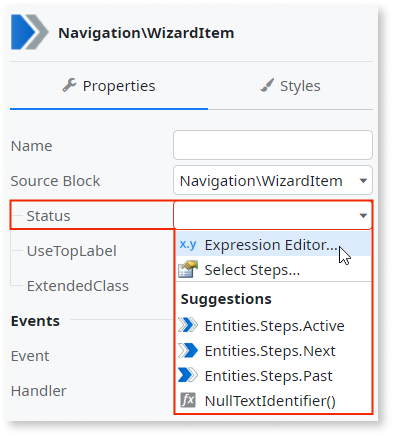 Navigation\WizardItem
Properties
Styles
Name
Source Block Navigation\WizardItem
Status
x.y Expression Editor...
UseTopLabel
Select Steps...
ExtendedClass
Suggestions
Events
Entities.Steps.Active
Entities.Steps.Next
Event
Entities.Steps.Past
Handler
fx NullTextIdentifier()